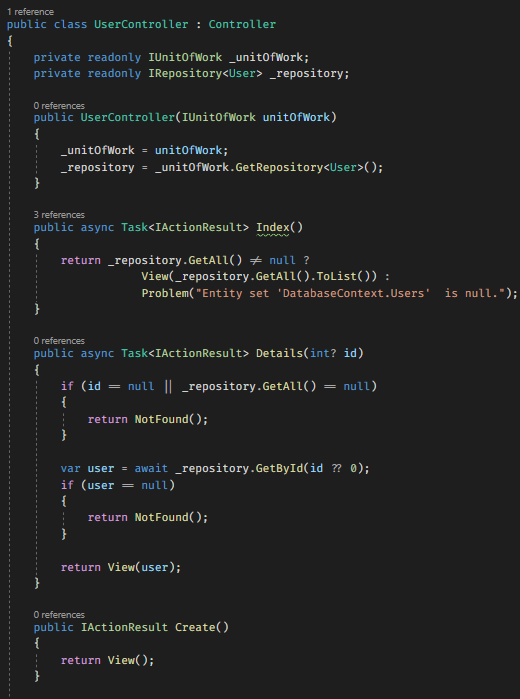 1 reference
public class UserController : Controller
{
private readonly IUnitOfWork _unitOfWork;
private readonly IRepository<User> _repository;
0 references
public UserController(IUnitOfWork unitOfWork)
{
_unitOfWork = unitOfWork;
_repository = _unitOfWork.GetRepository<User>();
}
3 references
public async Task<IActionResult> Index()
{
return _repository.GetAll() ≠ null ?
View(_repository.GetAll().ToList()) :
Problem("Entity set 'DatabaseContext.Users'  is null.");
}
0 references
public async Task<IActionResult> Details(int? id)
{
if (id == null || _repository.GetAll() == null)
{
return NotFound();
}
var user = await _repository.GetById(id ?? 0);
if (user == null)
{
return NotFound();
}
return View(user);
}
0 references
public IActionResult Create()
{
return View();
}